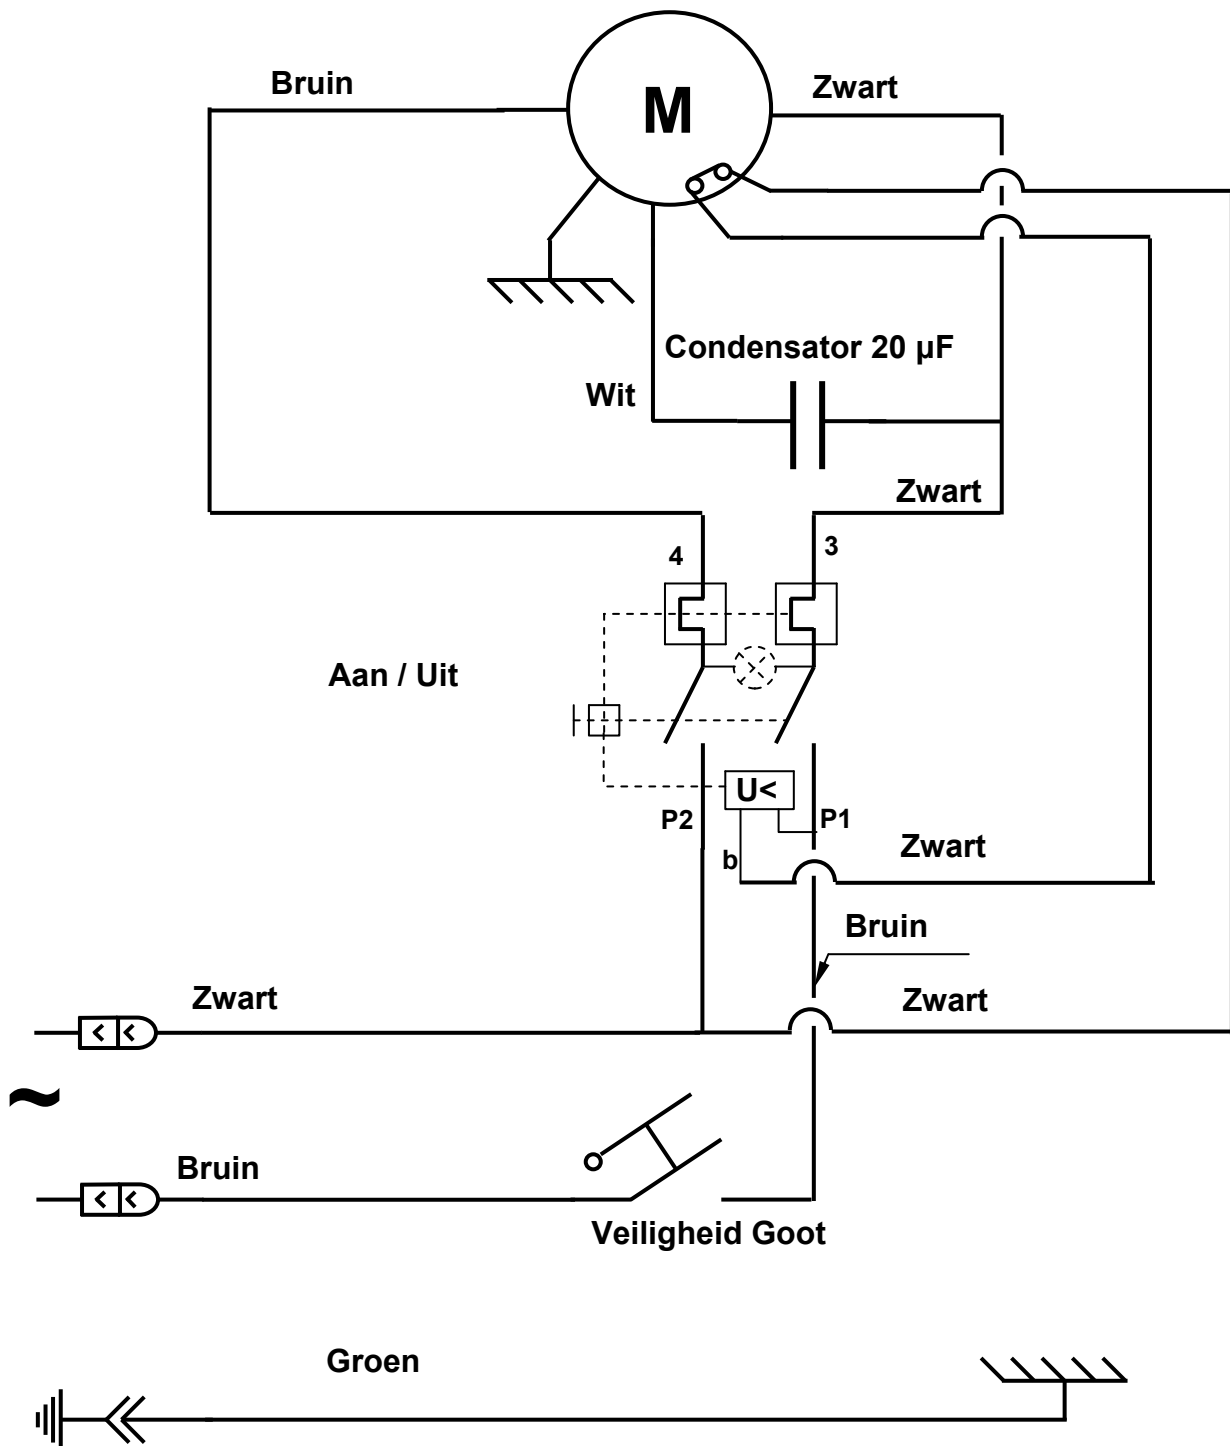 Bruin
Zwart
M
Condensator 20 µF
Wit
Zwart
4
3
Aan / Uit
U<
P2
P1
Zwart
b
Bruin
Zwart
Zwart
~
Bruin
Veiligheid Goot
Groen